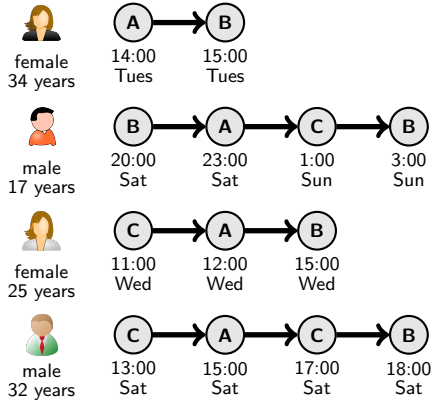 A B
female 14:00 15:00
34 years Tues Tues
B A C B
male 20:00 23:00 1:00 3:00
17 years Sat Sat Sun Sun
C A B
female 11:00 12:00 15:00
25 years Wed Wed Wed
C A C B
male 13:00 15:00 17:00 18:00
32 years Sat Sat Sat Sat